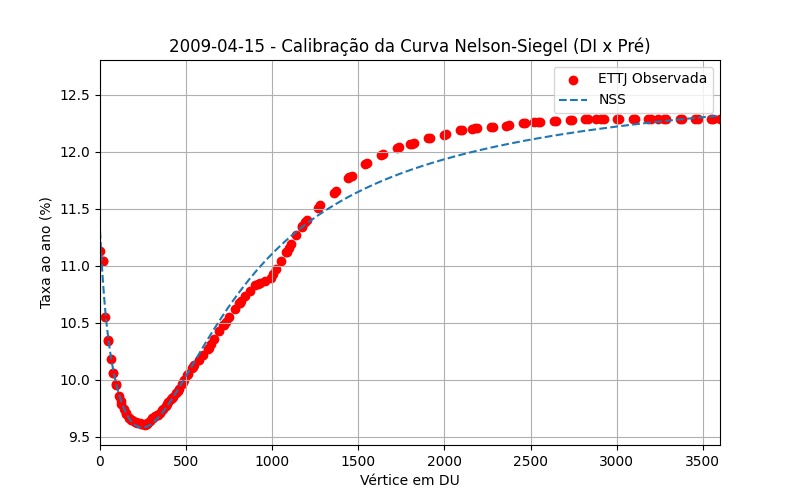 2009-04-15 - Calibração da Curva Nelson-Siegel (DI x Pré)
ETTJ Observada
NSS
Taxa ao ano (%)
12.5
12.0
11.5
11.0
10.5
10.0
9.5
0 500 1000 1500 2000 2500 3000 3500
Vértice em DU